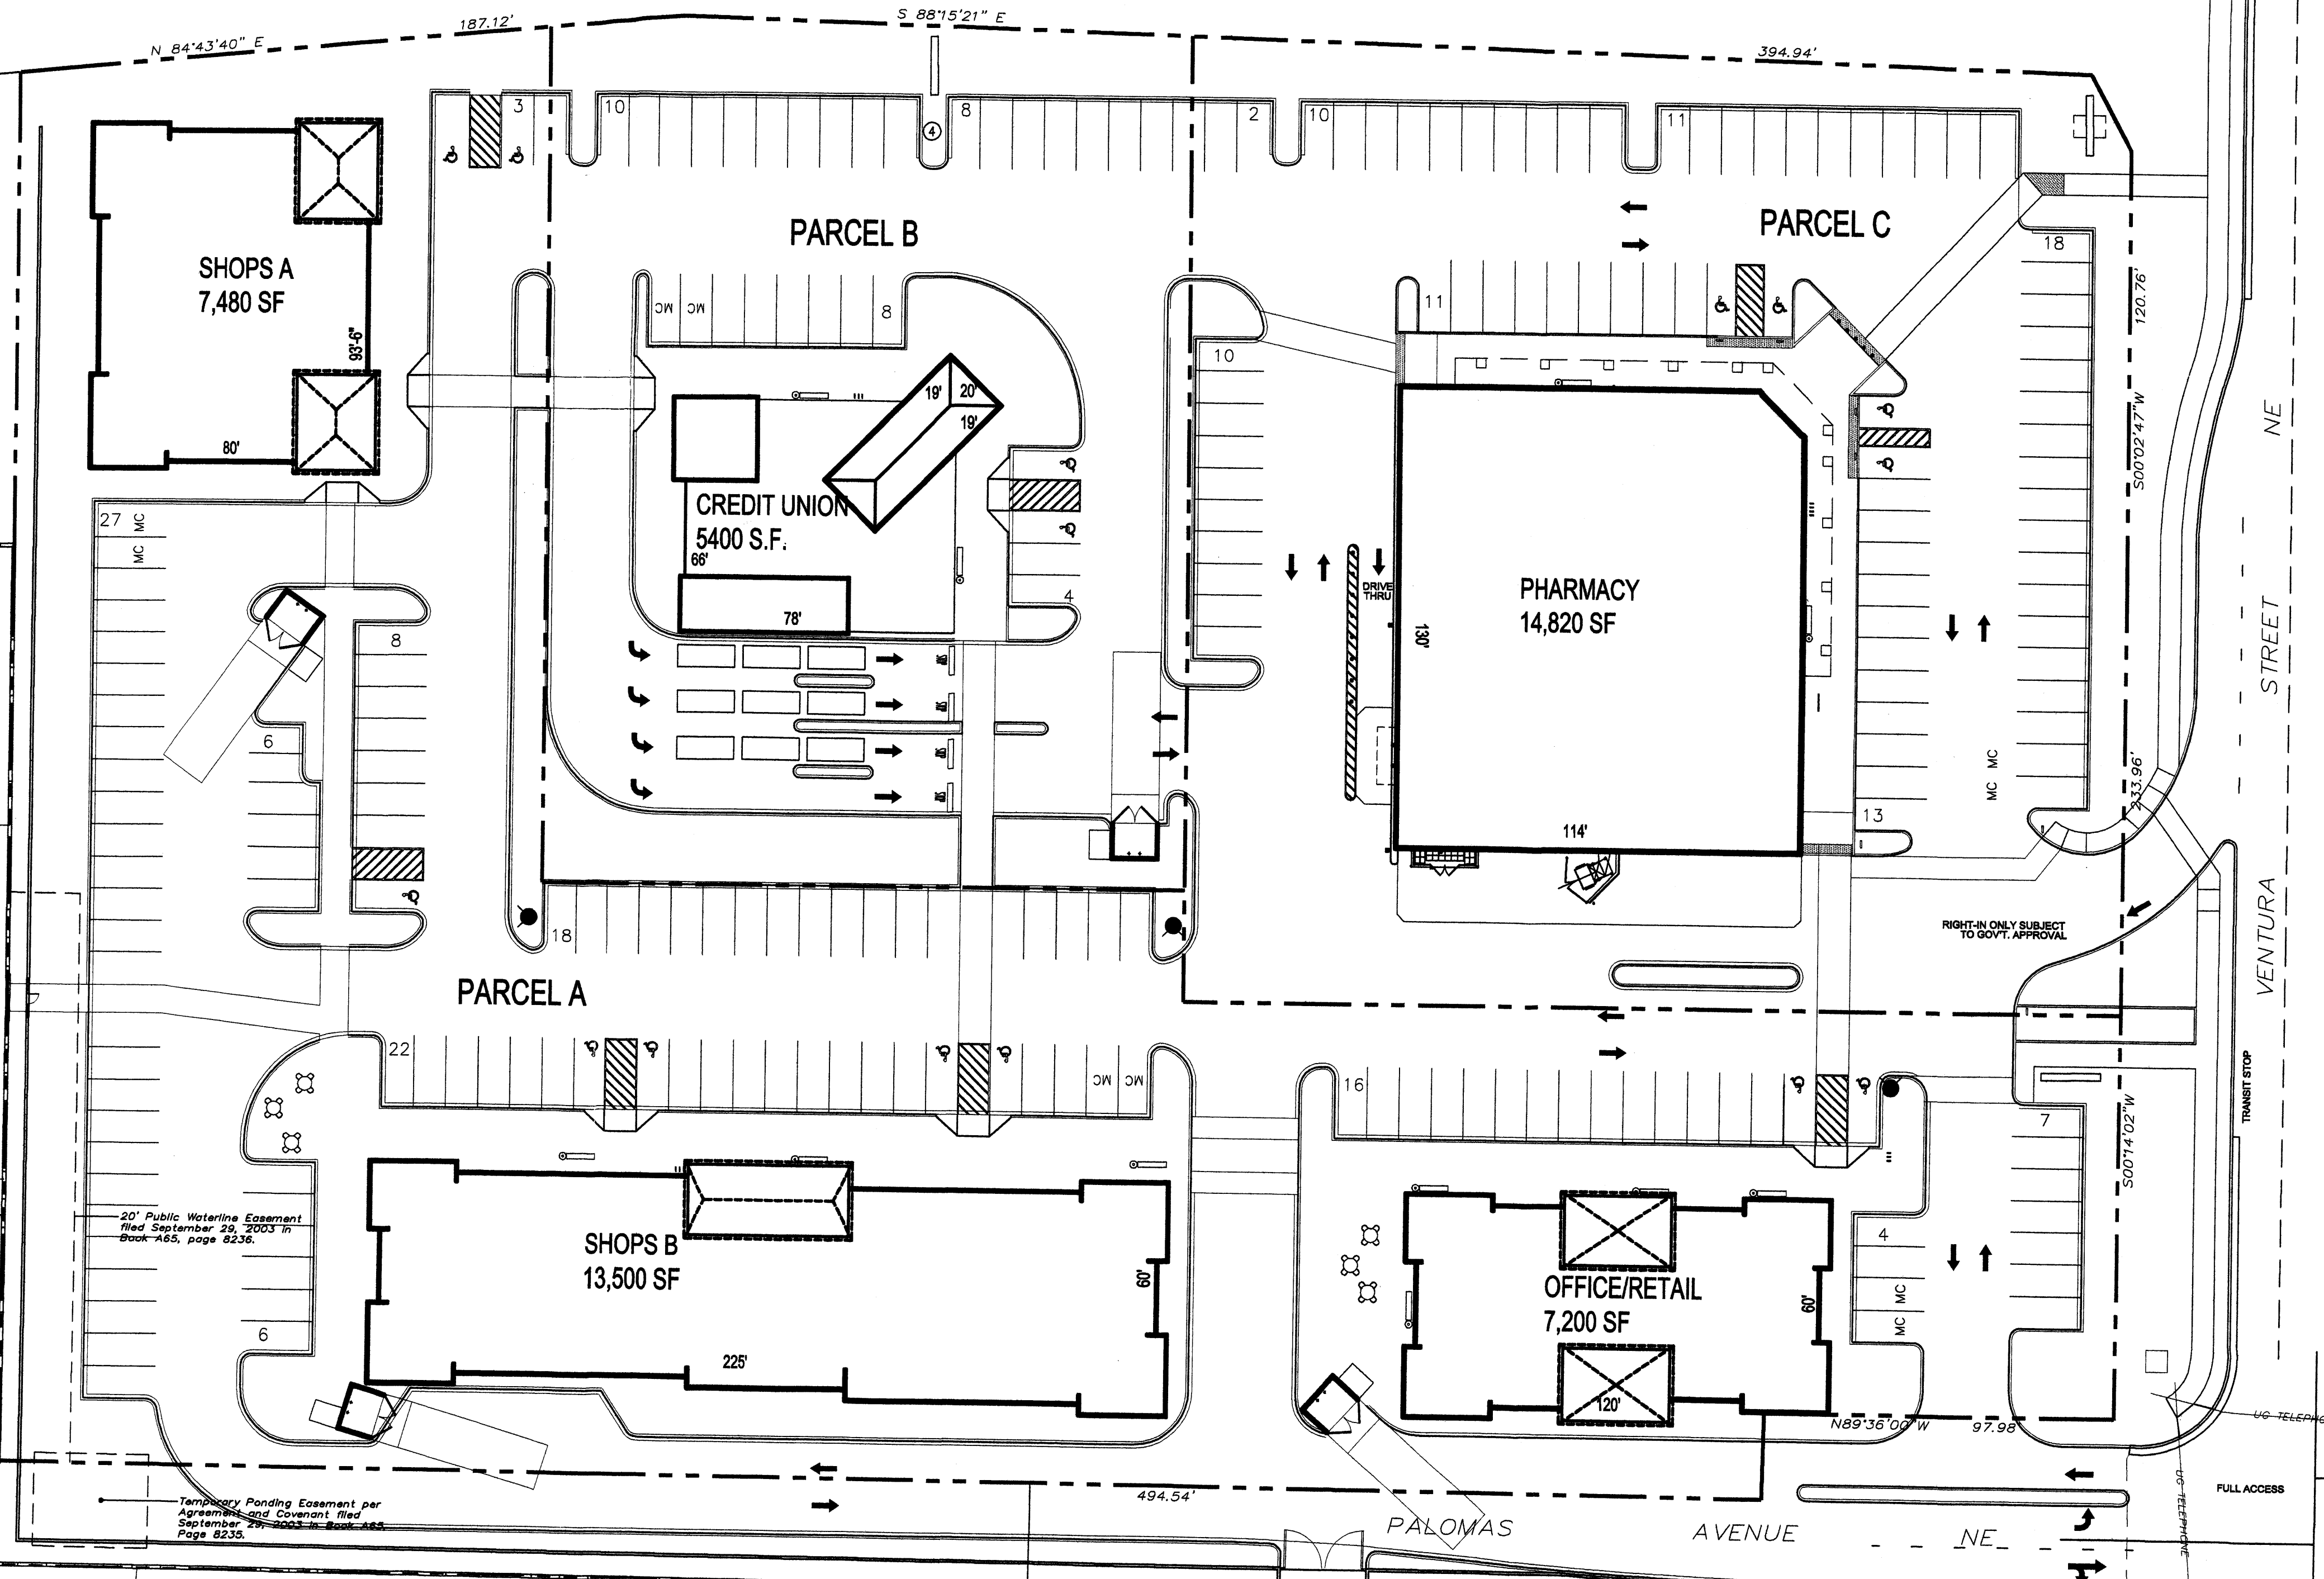 N 84°43'40" E
187.12'
S 88°15'21" E
394.94'
3
10
4
8
2
10
11
PARCEL B
PARCEL C
SHOPS A
7,480 SF
93'-6"
80'
18
120.76'
S00°02'47"W
NE
STREET
VENTURA
MC MC
8
11
10
19'
20'
19'
CREDIT UNION
5400 S.F.
66'
78'
4
27
MC
MC
8
6
DRIVE
THRU
PHARMACY
14,820 SF
130'
114'
13
MC MC
233.96'
RIGHT-IN ONLY SUBJECT
TO GOV'T. APPROVAL
18
PARCEL A
22
MC MC
16
7
TRANSIT STOP
S00°14'02"W
20' Public Waterline Easement
filed September 29, 2003 in
Book A65, page 8236.
SHOPS B
13,500 SF
60'
225'
6
OFFICE/RETAIL
7,200 SF
60'
120'
4
MC
MC
N89°36'00"W
97.98'
UG TELEPHO
UG TELEPHONE
FULL ACCESS
494.54'
Temporary Ponding Easement per
Agreement and Covenant filed
September 29, 2003 in Book A65,
Page 8235.
PALOMAS AVENUE NE